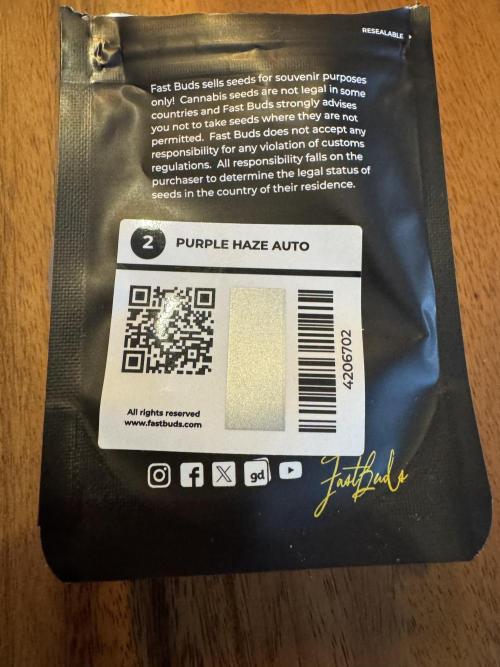 RESEALABLE
Fast Buds sells seeds for souvenir purposes
only! Cannabis seeds are not legal in some
countries and Fast Buds strongly advises
you not to take seeds where they are not
permitted. Fast Buds does not accept any
responsibility for any violation of customs
regulations. All responsibility falls on the
purchaser to determine the legal status of
seeds in the country of their residence.
2 PURPLE HAZE AUTO
4206702
All rights reserved
www.fastbuds.com
gd
FastBuds